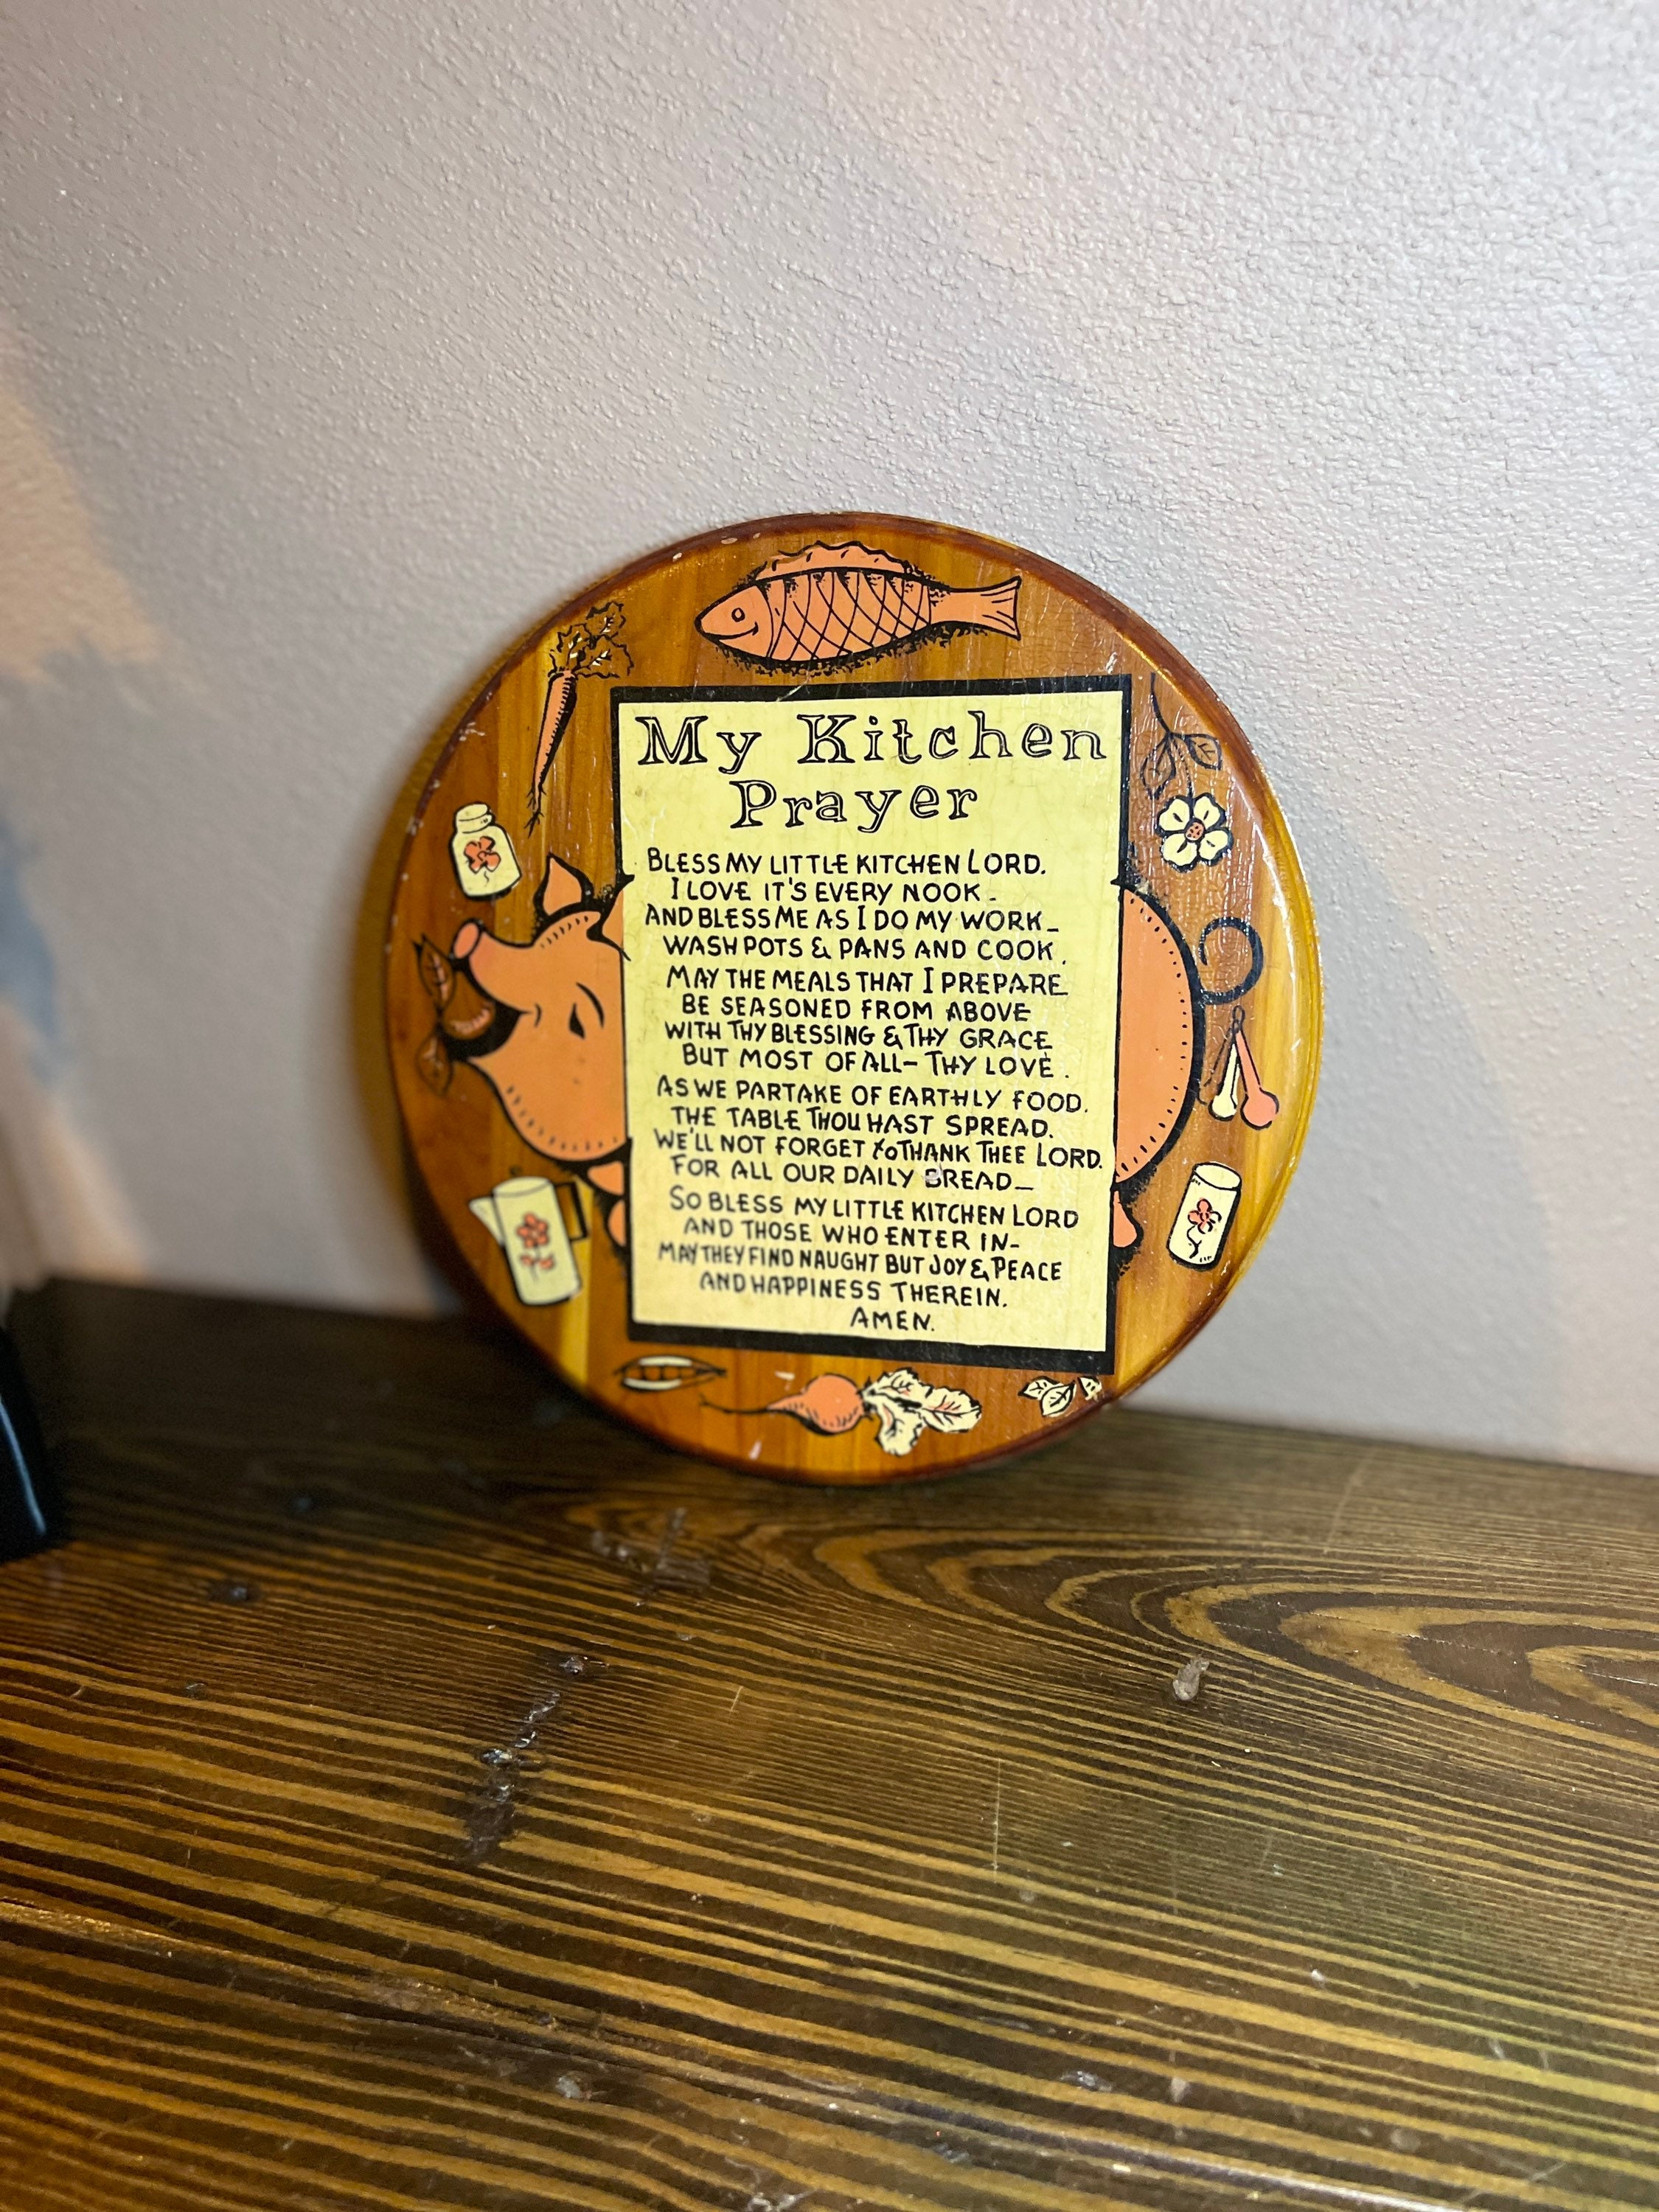 My Kitchen
Prayer
BLESS MY LITTLE KITCHEN LORD.
I LOVE IT'S EVERY NOOK-
AND BLESS ME AS I DO MY WORK-
WASH POTS & PANS AND COOK.
MAY THE MEALS THAT I PREPARE
BE SEASONED FROM ABOVE
WITH THY BLESSING & THY GRACE
BUT MOST OF ALL- THY LOVE.
AS WE PARTAKE OF EARTHLY FOOD.
THE TABLE THOU HAST SPREAD.
WE'LL NOT FORGET to THANK THEE LORD.
FOR ALL OUR DAILY BREAD-
SO BLESS MY LITTLE KITCHEN LORD
AND THOSE WHO ENTER IN-
MAY THEY FIND NAUGHT BUT JOY & PEACE
AND HAPPINESS THEREIN.
AMEN.